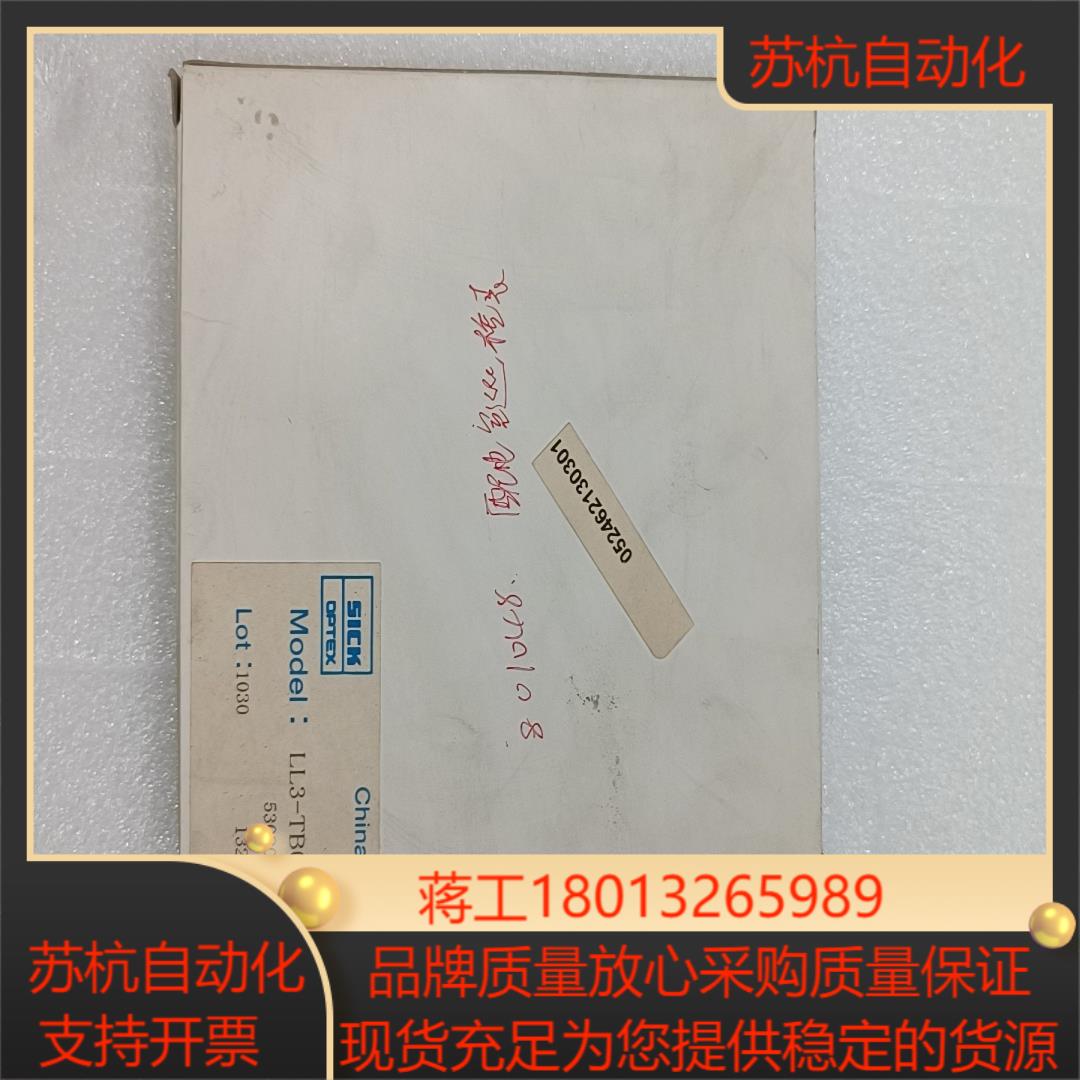 苏杭自动化
SICK
OPTEX
China
Model : LL3-TB
Lot : 1030
052462130301
蒋工18013265989
苏杭自动化
支持开票
品牌质量放心采购质量保证
现货充足为您提供稳定的货源